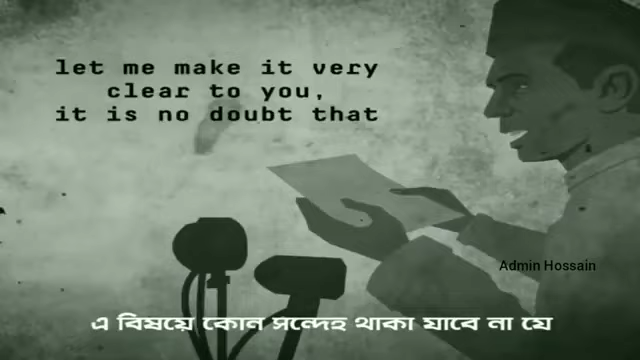 let me make it very
clear to you,
it is no doubt that
Admin Hossain
এ বিষয়ে কোন সন্দেহ থাকা যাবে না যে